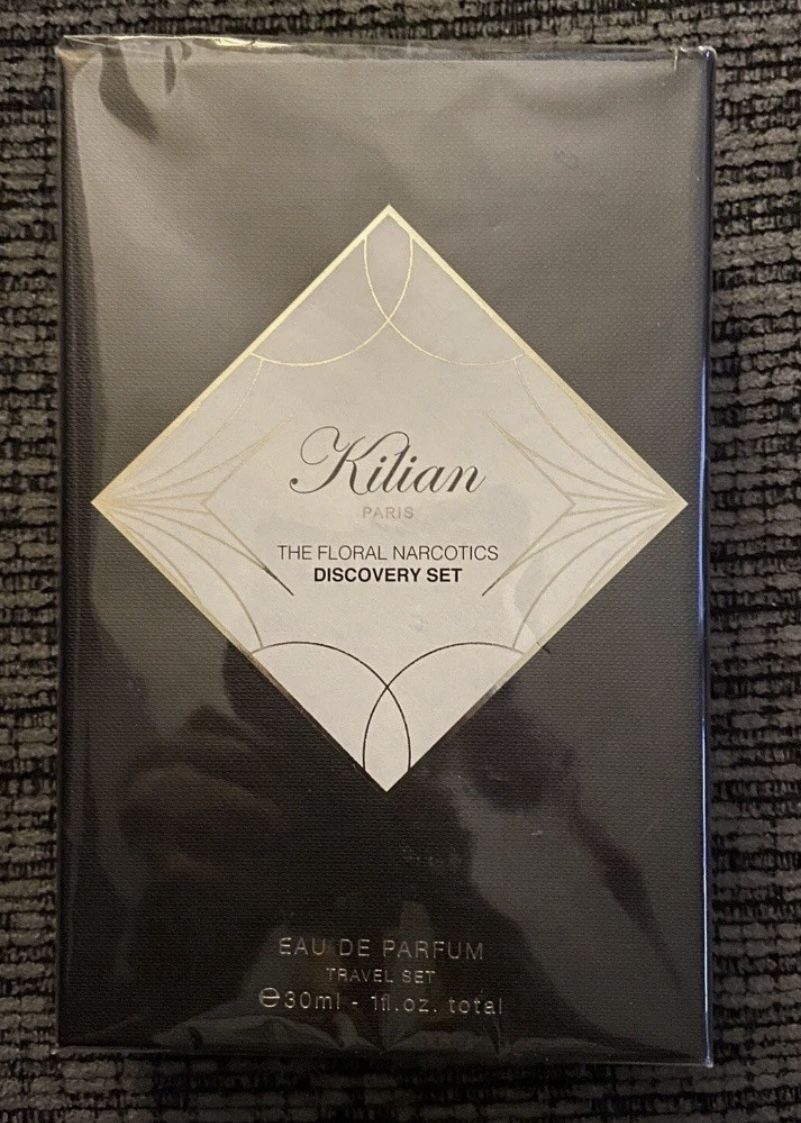 Kilian
PARIS
THE FLORAL NARCOTICS
DISCOVERY SET
EAU DE PARFUM
TRAVEL SET
℮30ml - 1fl.oz. total